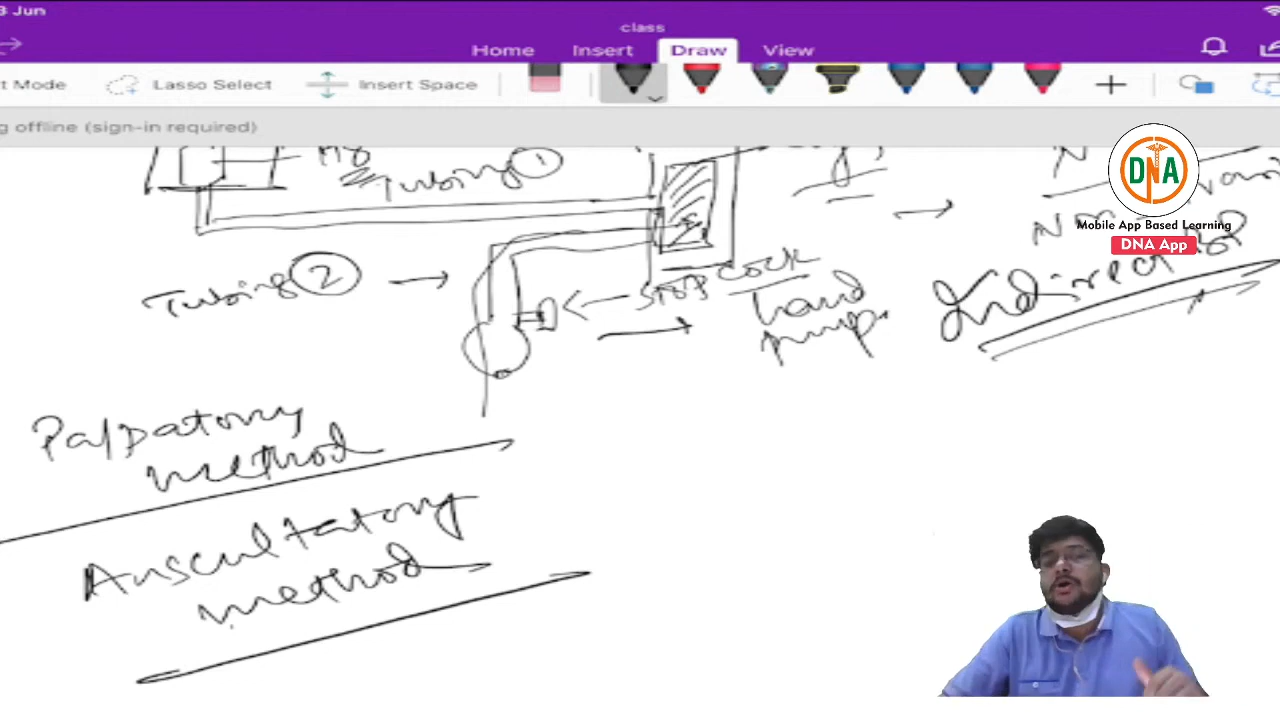 3 Jun
class
Home Insert Draw View
t Mode Lasso Select Insert Space
g offline (sign-in required)
DNA
Mobile App Based Learning
DNA App
Hg
Tubing 1
Tubing 2
Stop cock
hand
pump
Indirect
Palpatory
method
Auscultatory
method